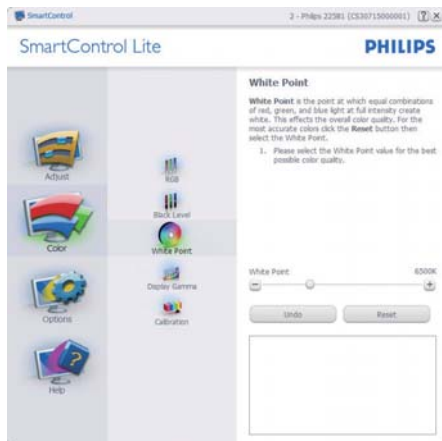 SmartControl
2 - Philips 225B1 (CS30715000001)
SmartControl Lite
PHILIPS
Adjust
Color
Options
Help
RGB
Black Level
White Point
Display Gamma
Calibration
White Point
White Point is the point at which equal combinations
of red, green, and blue light at full intensity create
white. This effects the overall color quality. For the
most accurate colors click the Reset button then
select the White Point.
1. Please select the White Point value for the best
possible color quality.
White Point 6500K
Undo Reset